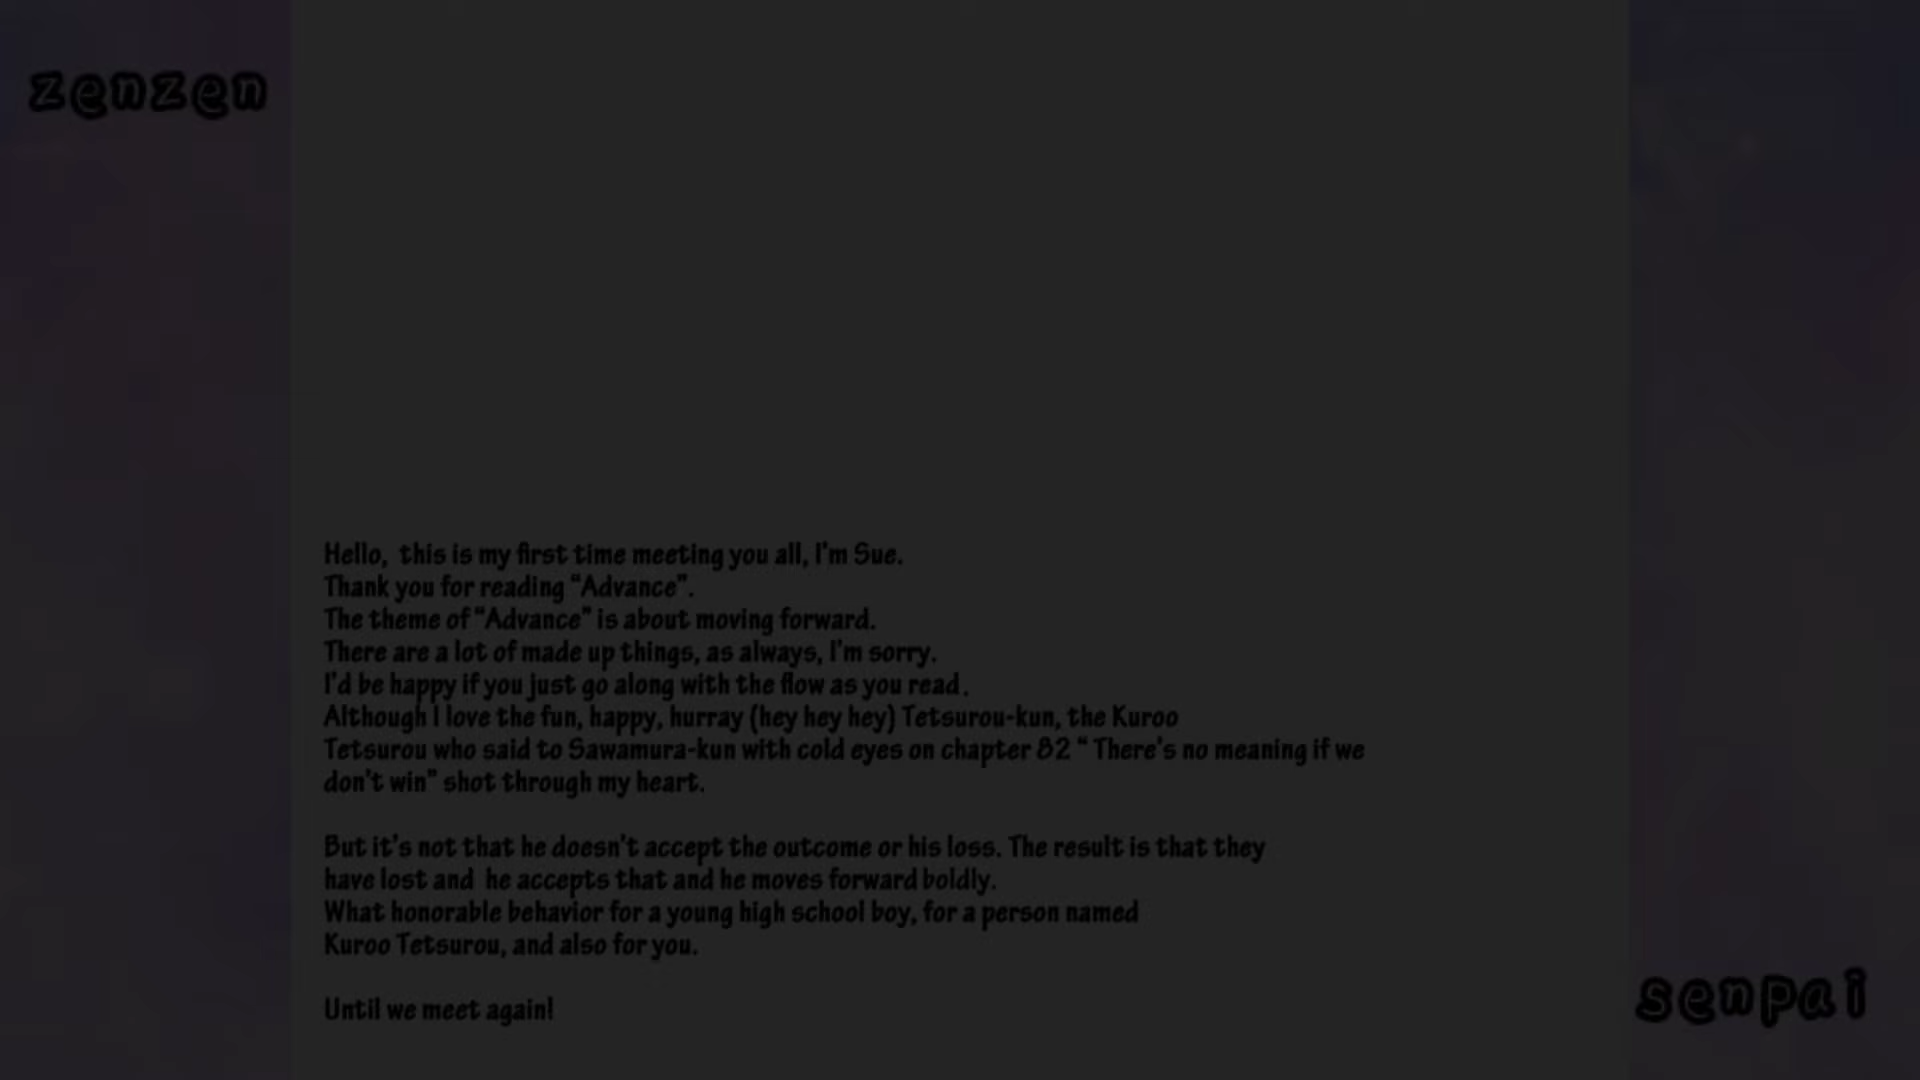 zenzen
Hello, this is my first time meeting you all, I'm Sue.
Thank you for reading “Advance”.
The theme of “Advance” is about moving forward.
There are a lot of made up things, as always, I'm sorry.
I'd be happy if you just go along with the flow as you read.
Although I love the fun, happy, hurray (hey hey hey) Tetsurou-kun, the Kuroo
Tetsurou who said to Sawamura-kun with cold eyes on chapter 82 “ There's no meaning if we
don't win” shot through my heart.
But it's not that he doesn't accept the outcome or his loss. The result is that they
have lost and he accepts that and he moves forward boldly.
What honorable behavior for a young high school boy, for a person named
Kuroo Tetsurou, and also for you.
Until we meet again!
senpai